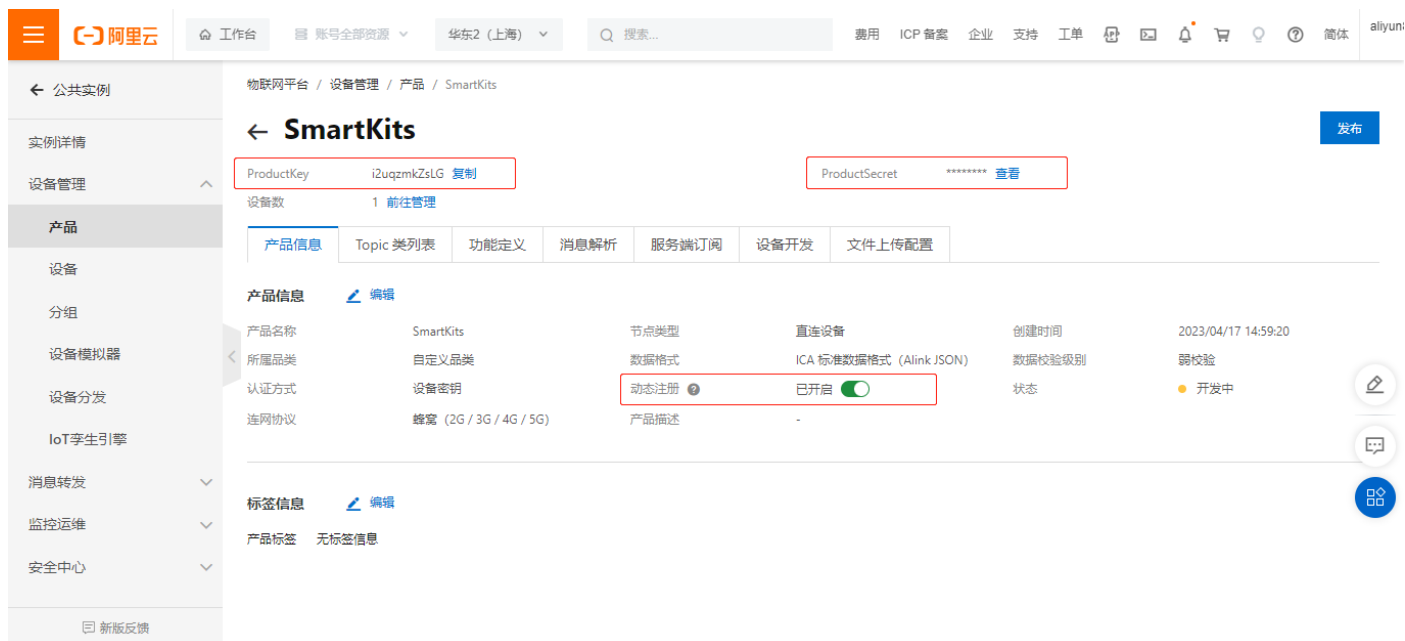 阿里云 工作台 账号全部资源 华东2（上海） 搜索... 费用 ICP 备案 企业 支持 工单 简体
公共实例
实例详情
设备管理
产品
设备
分组
设备模拟器
设备分发
IoT孪生引擎
消息转发
监控运维
安全中心
新版反馈
物联网平台 / 设备管理 / 产品 / SmartKits
← SmartKits 发布
ProductKey i2uqzmkZsLG 复制 ProductSecret ******** 查看
设备数 1 前往管理
产品信息 Topic 类列表 功能定义 消息解析 服务端订阅 设备开发 文件上传配置
产品信息 编辑
产品名称 SmartKits 节点类型 直连设备 创建时间 2023/04/17 14:59:20
所属品类 自定义品类 数据格式 ICA 标准数据格式（Alink JSON） 数据校验级别 弱校验
认证方式 设备密钥 动态注册 已开启 状态 开发中
连网协议 蜂窝（2G / 3G / 4G / 5G） 产品描述 -
标签信息 编辑
产品标签 无标签信息